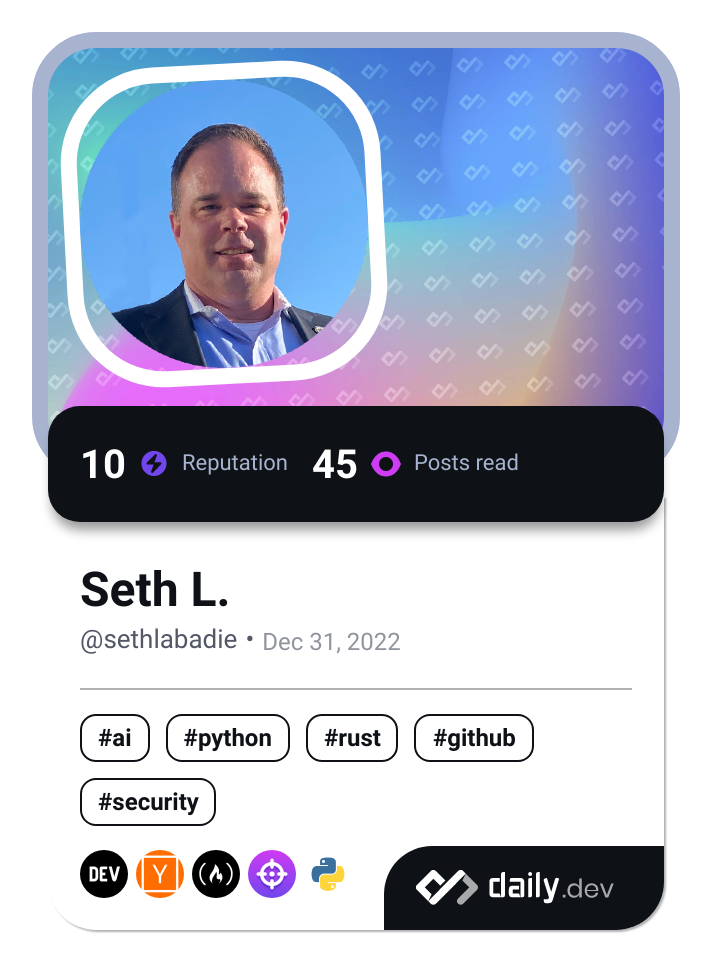 10 Reputation 45 Posts read
Seth L.
@sethlabadie • Dec 31, 2022
#ai #python #rust #github
#security
DEV Y daily.dev